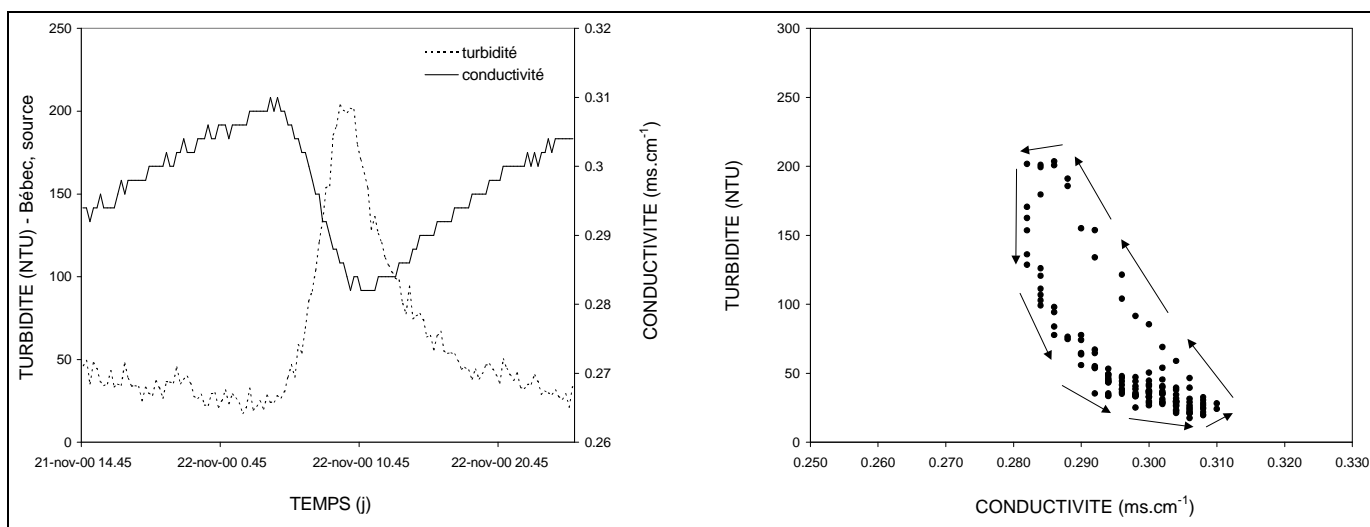 250
200
150
100
50
0
TURBIDITE (NTU) - Bébec, source
turbidité
conductivité
0.32
0.31
0.30
0.29
0.28
0.27
0.26
CONDUCTIVITE (ms.cm-1)
21-nov-00 14.45
22-nov-00 0.45
22-nov-00 10.45
22-nov-00 20.45
TEMPS (j)
300
250
200
150
100
50
0
TURBIDITE (NTU)
0.250
0.260
0.270
0.280
0.290
0.300
0.310
0.320
0.330
CONDUCTIVITE (ms.cm-1)